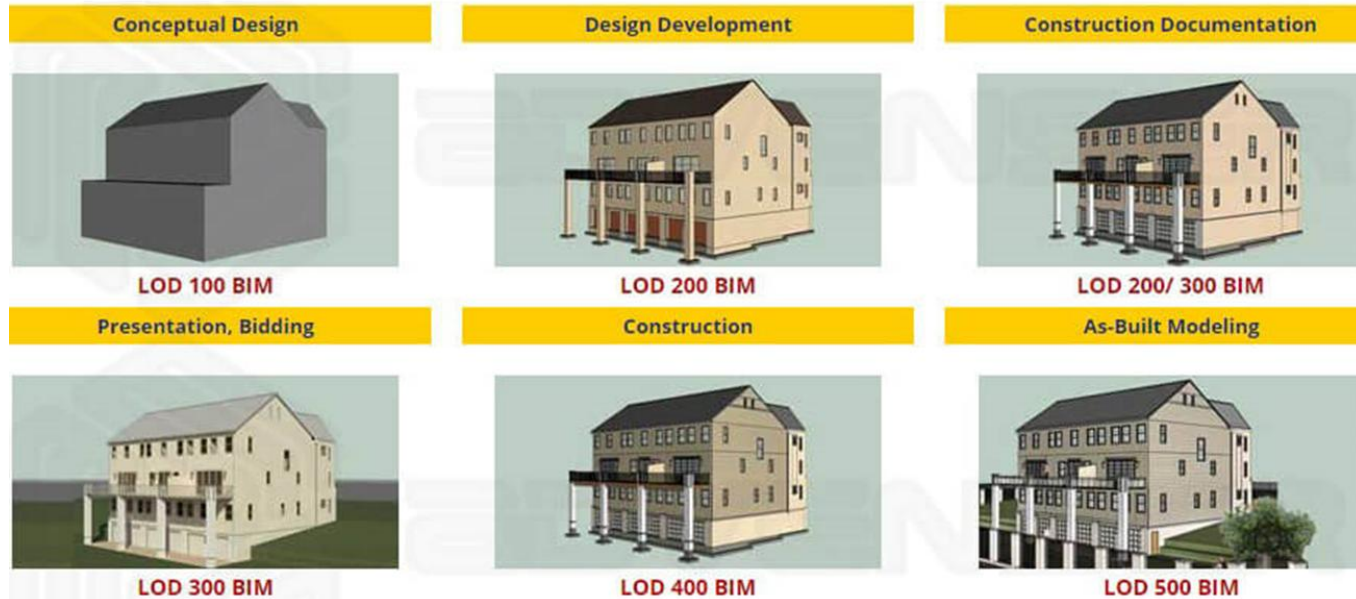 Conceptual Design
Design Development
Construction Documentation
LOD 100 BIM
LOD 200 BIM
LOD 200/ 300 BIM
Presentation, Bidding
Construction
As-Built Modeling
LOD 300 BIM
LOD 400 BIM
LOD 500 BIM